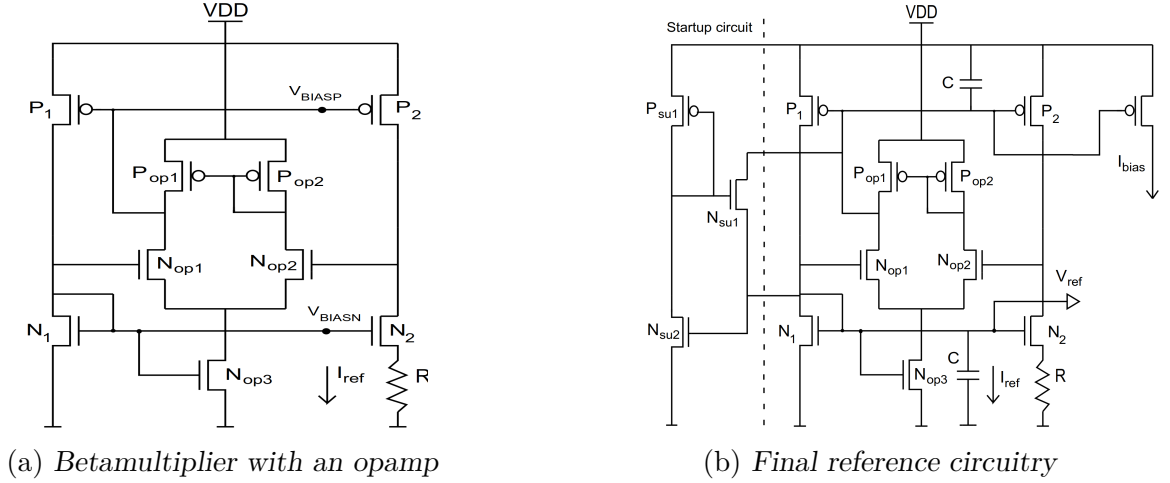 VDD
P1
VBIASP
P2
Pop1
Pop2
Nop1
Nop2
VBIASN
N1
N2
Nop3
Iref
R
(a) Betamultiplier with an opamp
Startup circuit
VDD
C
Psu1
P1
P2
Pop1
Pop2
Ibias
Nsu1
Nop1
Nop2
Vref
Nsu2
N1
N2
C
Nop3
Iref
R
(b) Final reference circuitry